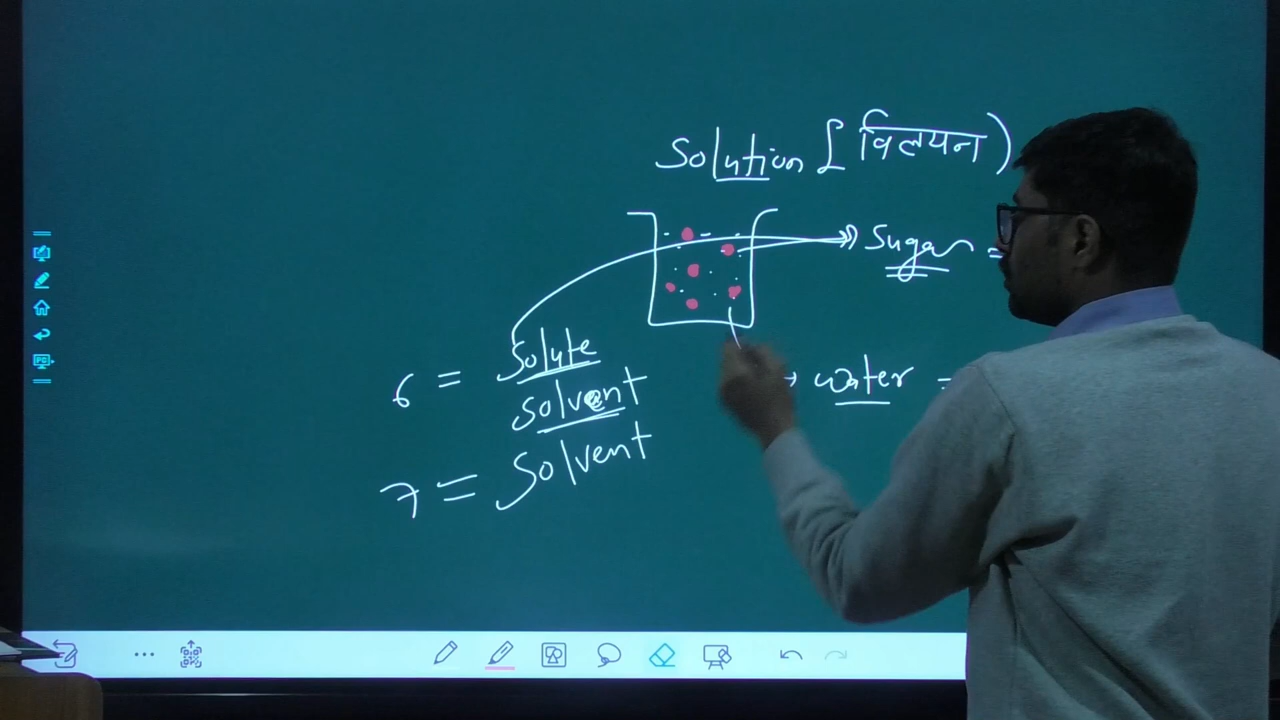 Solution [विलयन)
Sugar =
6 = Solute
solvent
water =
7 = Solvent